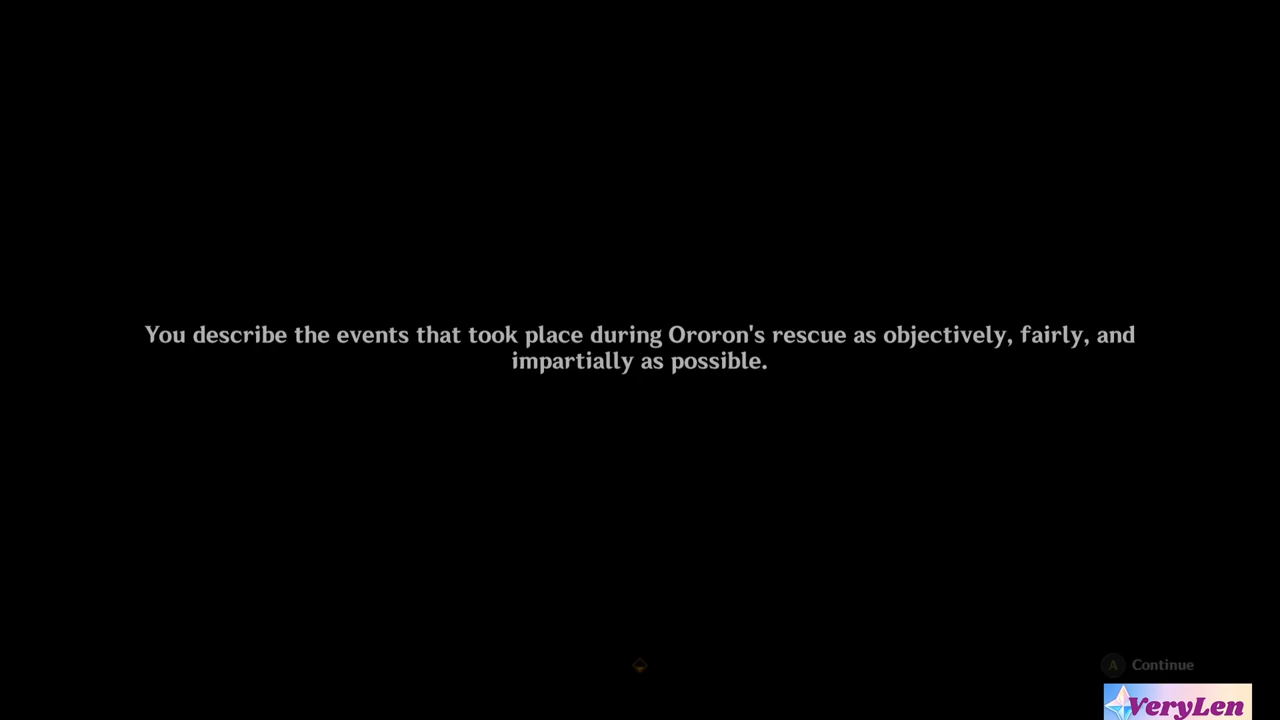 You describe the events that took place during Ororon's rescue as objectively, fairly, and
impartially as possible.
A Continue
VeryLen